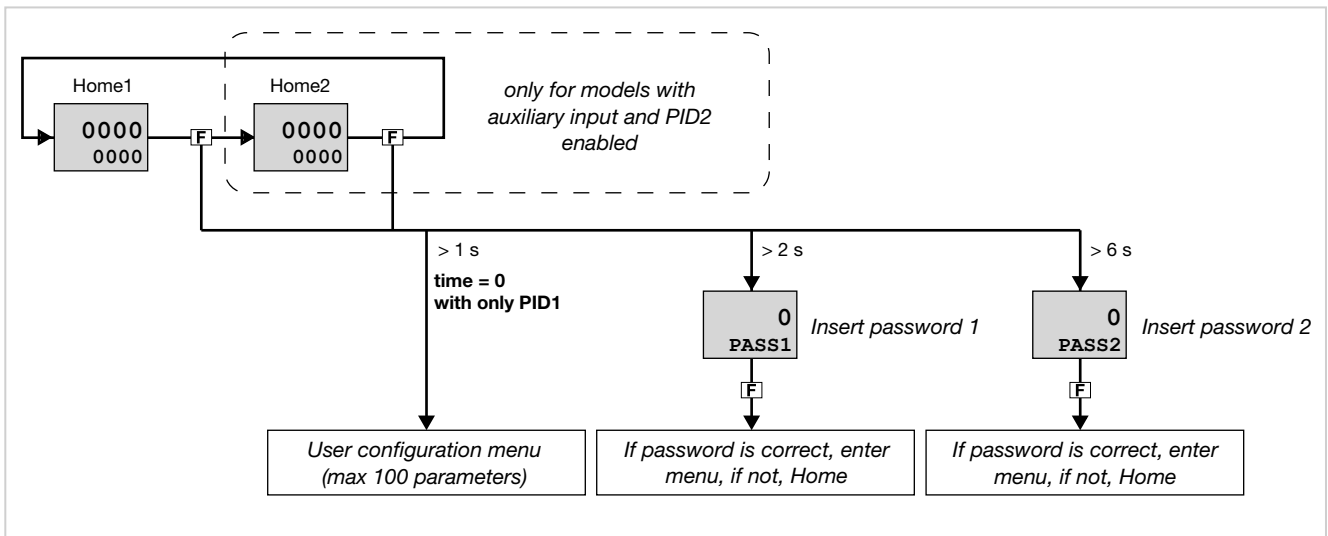 Home1
0000
0000
F
Home2
0000
0000
F
only for models with
auxiliary input and PID2
enabled
> 1 s
time = 0
with only PID1
> 2 s
> 6 s
0
PASS1
Insert password 1
0
PASS2
Insert password 2
F
F
User configuration menu
(max 100 parameters)
If password is correct, enter
menu, if not, Home
If password is correct, enter
menu, if not, Home